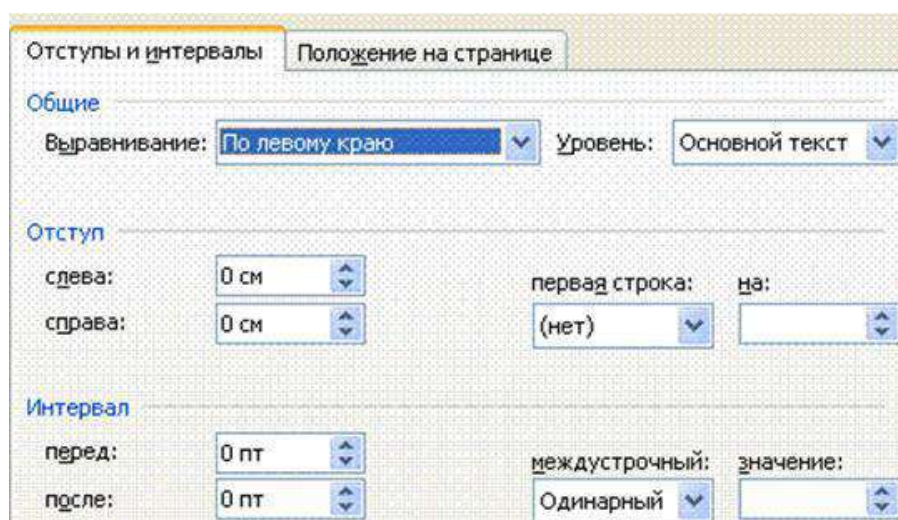 Отступы и интервалы Положение на странице
Общие
Выравнивание: По левому краю Уровень: Основной текст
Отступ
слева: 0 см первая строка: на:
справа: 0 см (нет)
Интервал
перед: 0 пт междустрочный: значение:
после: 0 пт Одинарный